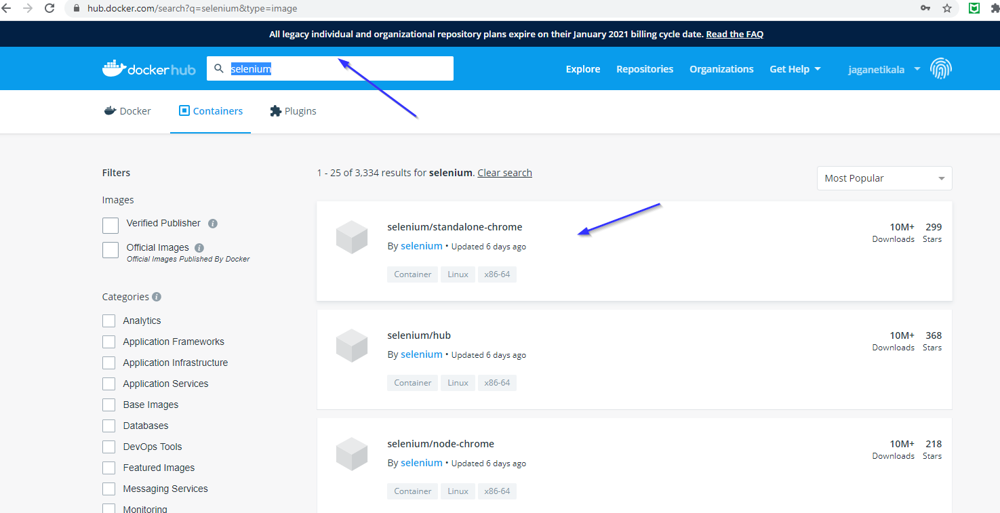 hub.docker.com/search?q=selenium&type=image
All legacy individual and organizational repository plans expire on their January 2021 billing cycle date. Read the FAQ
dockerhub
selenium
Explore
Repositories
Organizations
Get Help
jaganetikala
Docker
Containers
Plugins
Filters
Images
Verified Publisher
Official Images
Official Images Published By Docker
Categories
Analytics
Application Frameworks
Application Infrastructure
Application Services
Base Images
Databases
DevOps Tools
Featured Images
Messaging Services
Monitoring
1 - 25 of 3,334 results for selenium. Clear search
Most Popular
selenium/standalone-chrome
By selenium • Updated 6 days ago
Container Linux x86-64
10M+ 299
Downloads Stars
selenium/hub
By selenium • Updated 6 days ago
Container Linux x86-64
10M+ 368
Downloads Stars
selenium/node-chrome
By selenium • Updated 6 days ago
Container Linux x86-64
10M+ 218
Downloads Stars